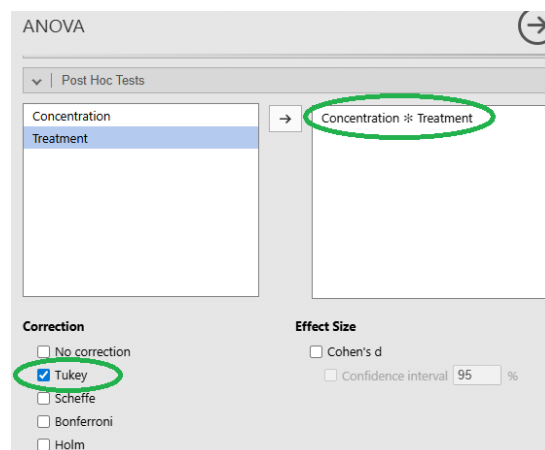 ANOVA
Post Hoc Tests
Concentration
Treatment
Concentration ✻ Treatment
Correction
No correction
Tukey
Scheffe
Bonferroni
Holm
Effect Size
Cohen's d
Confidence interval 95 %